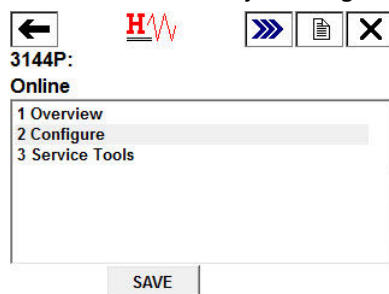 H
3144P:
Online
1 Overview
2 Configure
3 Service Tools
SAVE